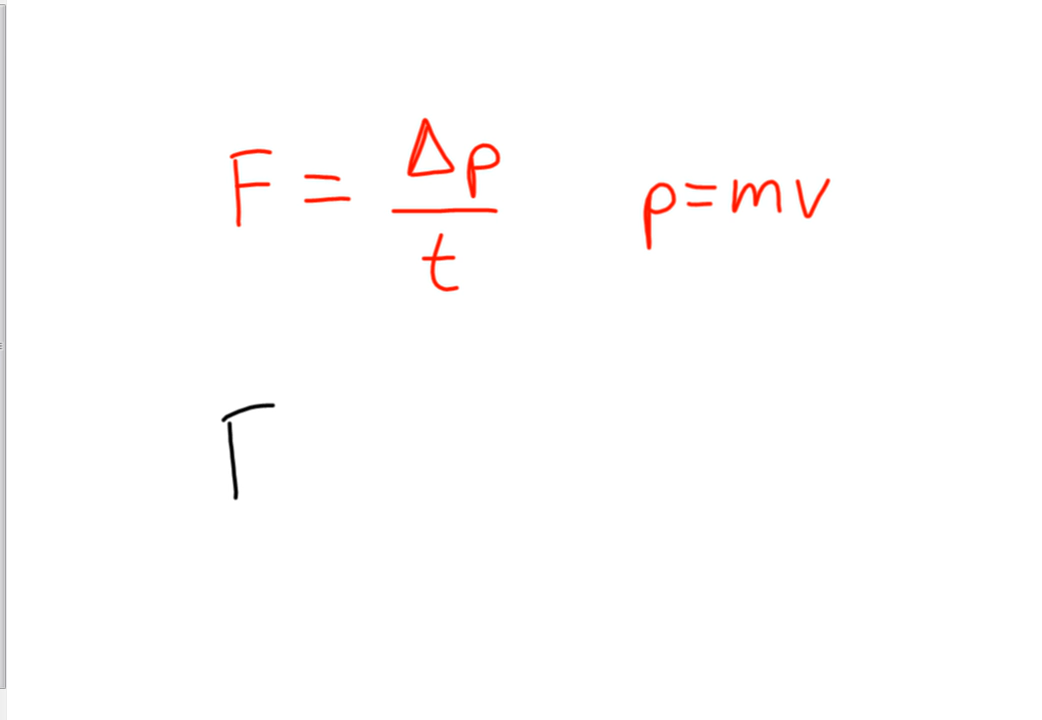 F = Δp/t p=mv